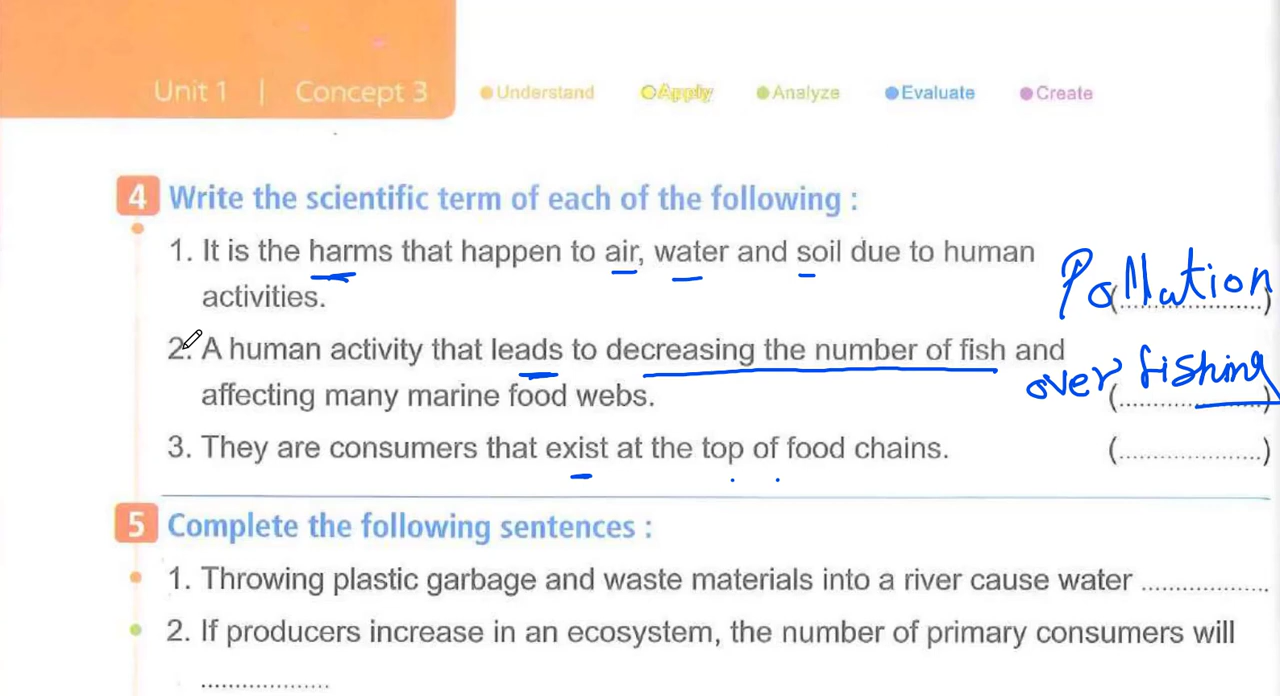 Unit 1 | Concept 3 Understand Apply Analyze Evaluate Create
4 Write the scientific term of each of the following :
1. It is the harms that happen to air, water and soil due to human
activities. (....................) Pollution
2. A human activity that leads to decreasing the number of fish and
affecting many marine food webs. (....................) over fishing
3. They are consumers that exist at the top of food chains. (....................)
5 Complete the following sentences :
1. Throwing plastic garbage and waste materials into a river cause water ..................
2. If producers increase in an ecosystem, the number of primary consumers will
..................